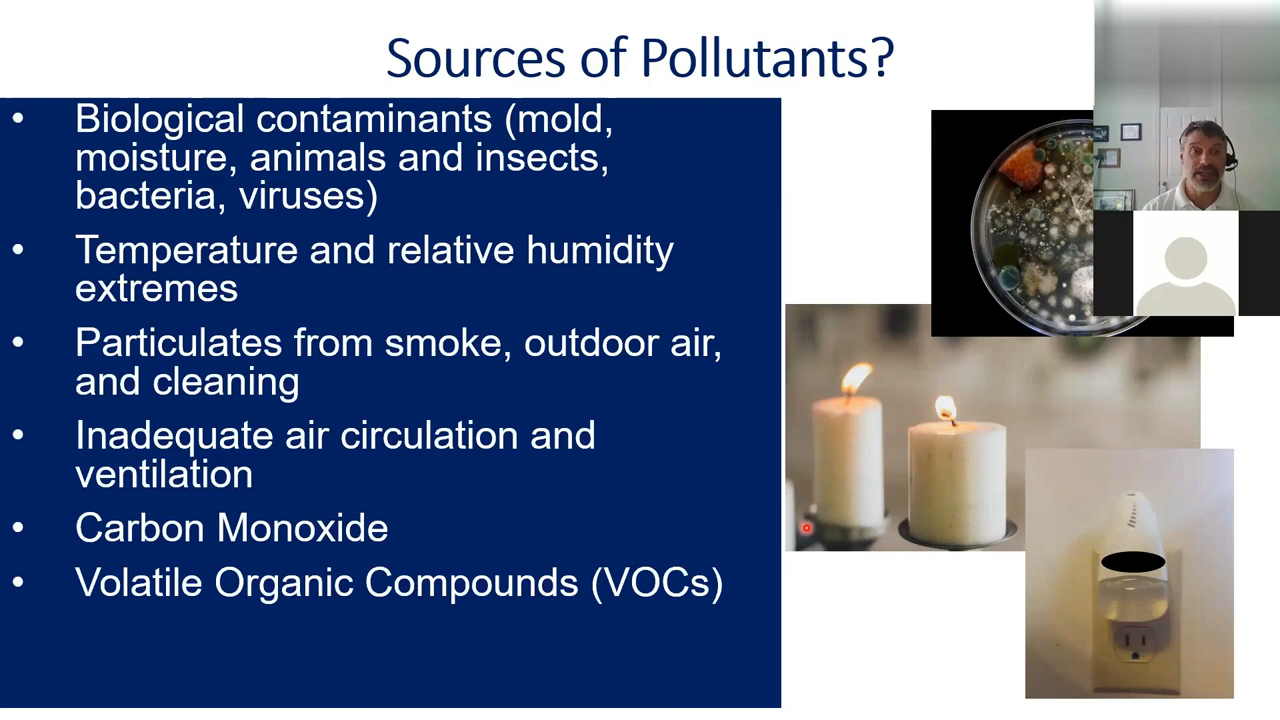 Sources of Pollutants?
• Biological contaminants (mold,
moisture, animals and insects,
bacteria, viruses)
• Temperature and relative humidity
extremes
• Particulates from smoke, outdoor air,
and cleaning
• Inadequate air circulation and
ventilation
• Carbon Monoxide
• Volatile Organic Compounds (VOCs)